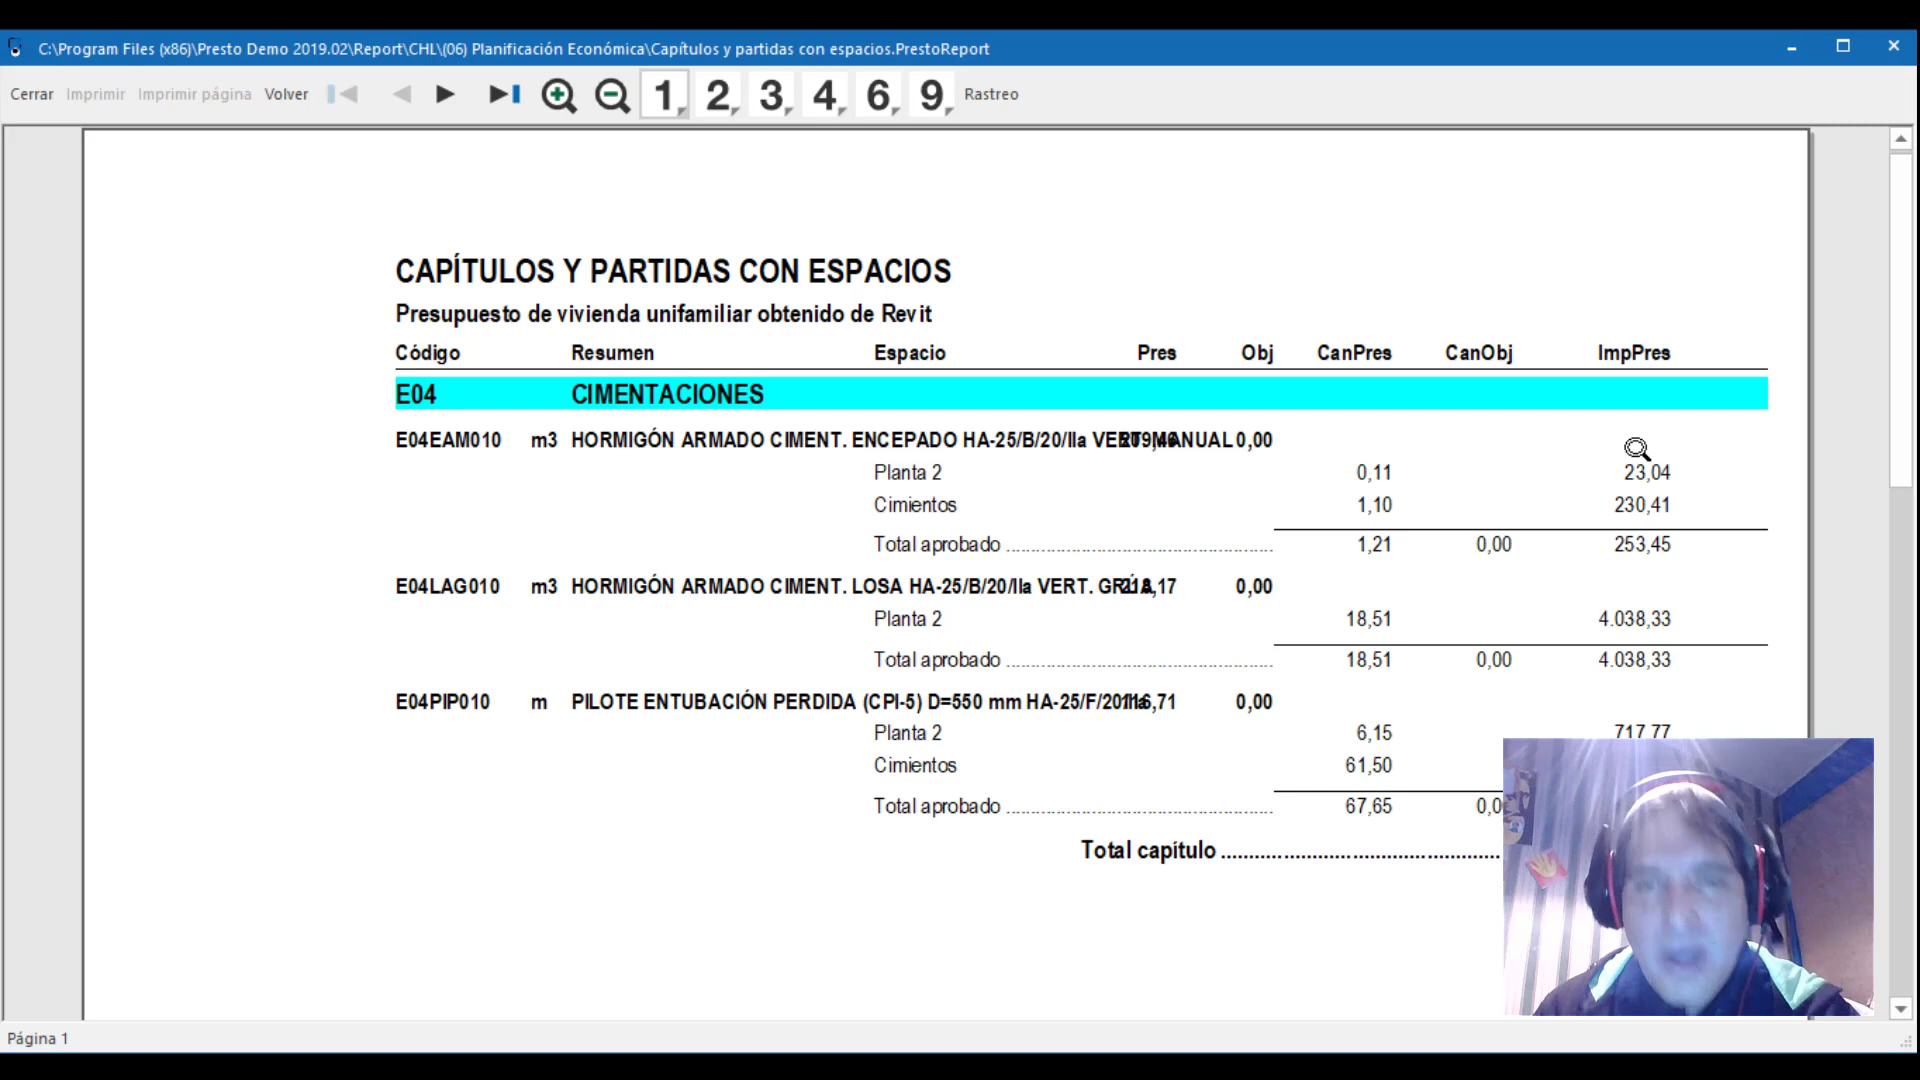 C:\Program Files (x86)\Presto Demo 2019.02\Report\CHL\(06) Planificación Económica\Capítulos y partidas con espacios.PrestoReport
Cerrar Imprimir Imprimir página Volver 1 2 3 4 6 9 Rastreo
CAPÍTULOS Y PARTIDAS CON ESPACIOS
Presupuesto de vivienda unifamiliar obtenido de Revit
Código Resumen Espacio Pres Obj CanPres CanObj ImpPres
E04 CIMENTACIONES
E04EAM010 m3 HORMIGÓN ARMADO CIMENT. ENCEPADO HA-25/B/20/IIa VERT. MANUAL 0,00
Planta 2 0,11 23,04
Cimientos 1,10 230,41
Total aprobado 1,21 0,00 253,45
E04LAG010 m3 HORMIGÓN ARMADO CIMENT. LOSA HA-25/B/20/IIa VERT. GRÚA 218,17 0,00
Planta 2 18,51 4.038,33
Total aprobado 18,51 0,00 4.038,33
E04PIP010 m PILOTE ENTUBACIÓN PERDIDA (CPI-5) D=550 mm HA-25/F/20/IIa 116,71 0,00
Planta 2 6,15 717,77
Cimientos 61,50
Total aprobado 67,65
Total capítulo
Página 1